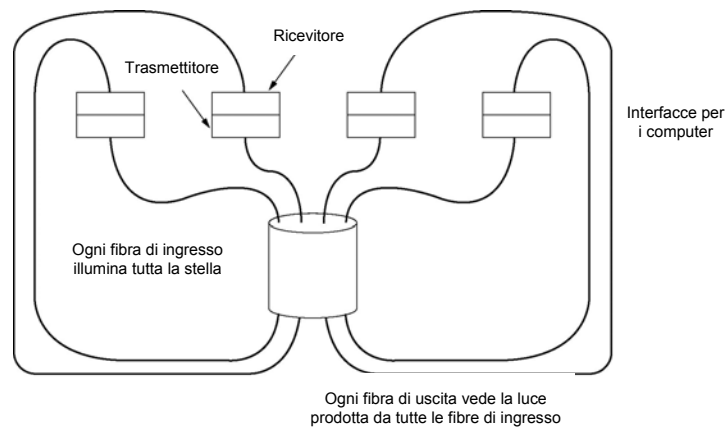 Ricevitore
Trasmettitore
Interfacce per
i computer
Ogni fibra di ingresso
illumina tutta la stella
Ogni fibra di uscita vede la luce
prodotta da tutte le fibre di ingresso